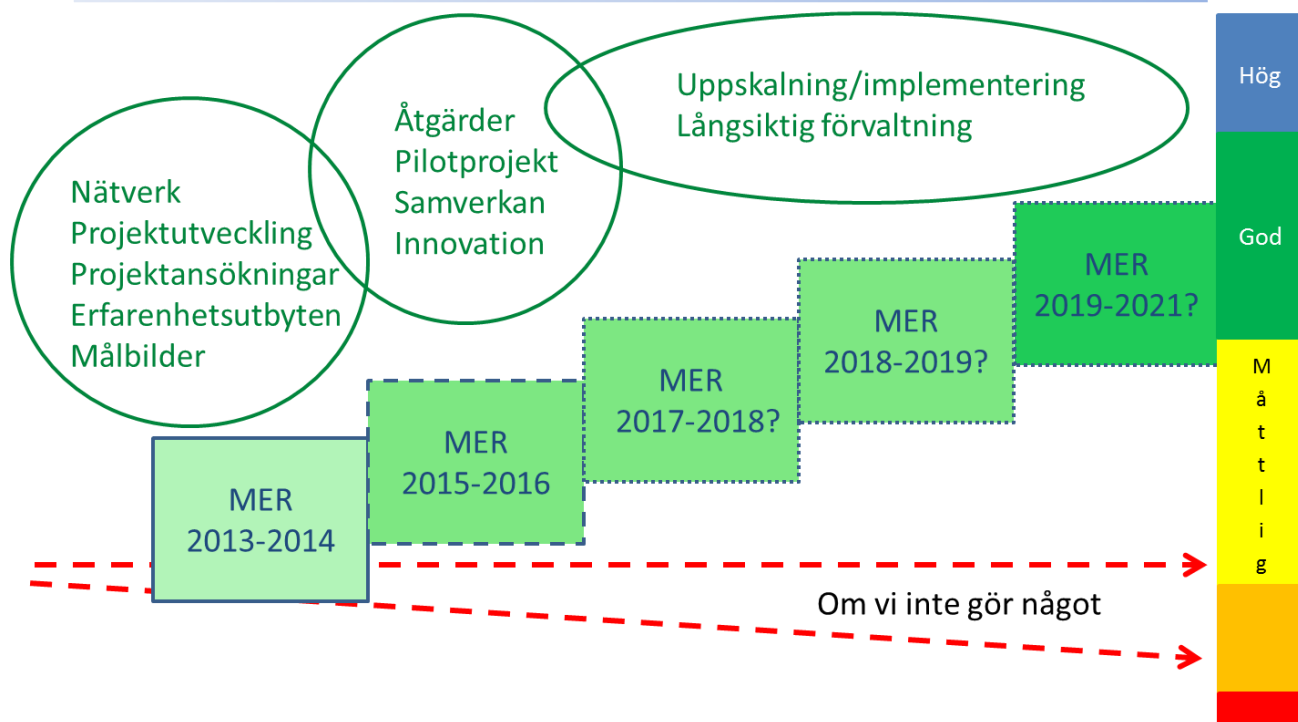 Nätverk
Projektutveckling
Projektansökningar
Erfarenhetsutbyten
Målbilder
Åtgärder
Pilotprojekt
Samverkan
Innovation
Uppskalning/implementering
Långsiktig förvaltning
MER
2013-2014
MER
2015-2016
MER
2017-2018?
MER
2018-2019?
MER
2019-2021?
Om vi inte gör något
Hög
God
M
å
t
t
l
i
g